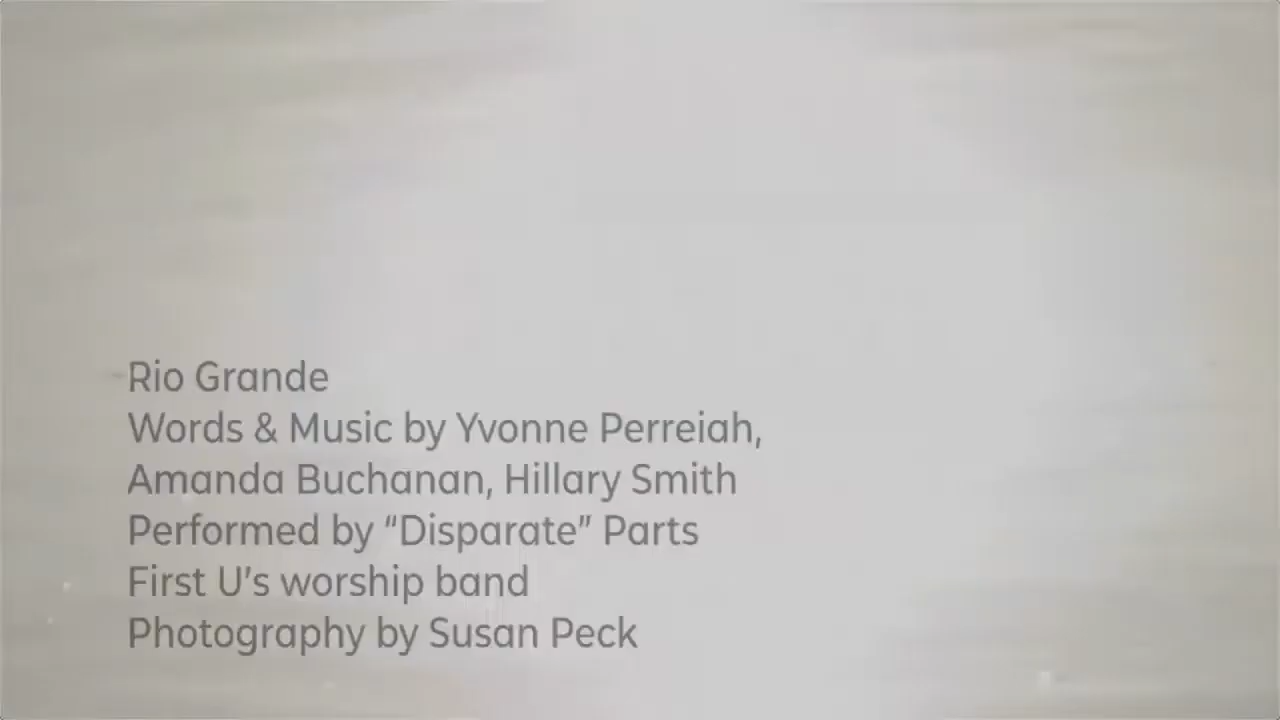 Rio Grande
Words & Music by Yvonne Perreiah,
Amanda Buchanan, Hillary Smith
Performed by “Disparate” Parts
First U’s worship band
Photography by Susan Peck